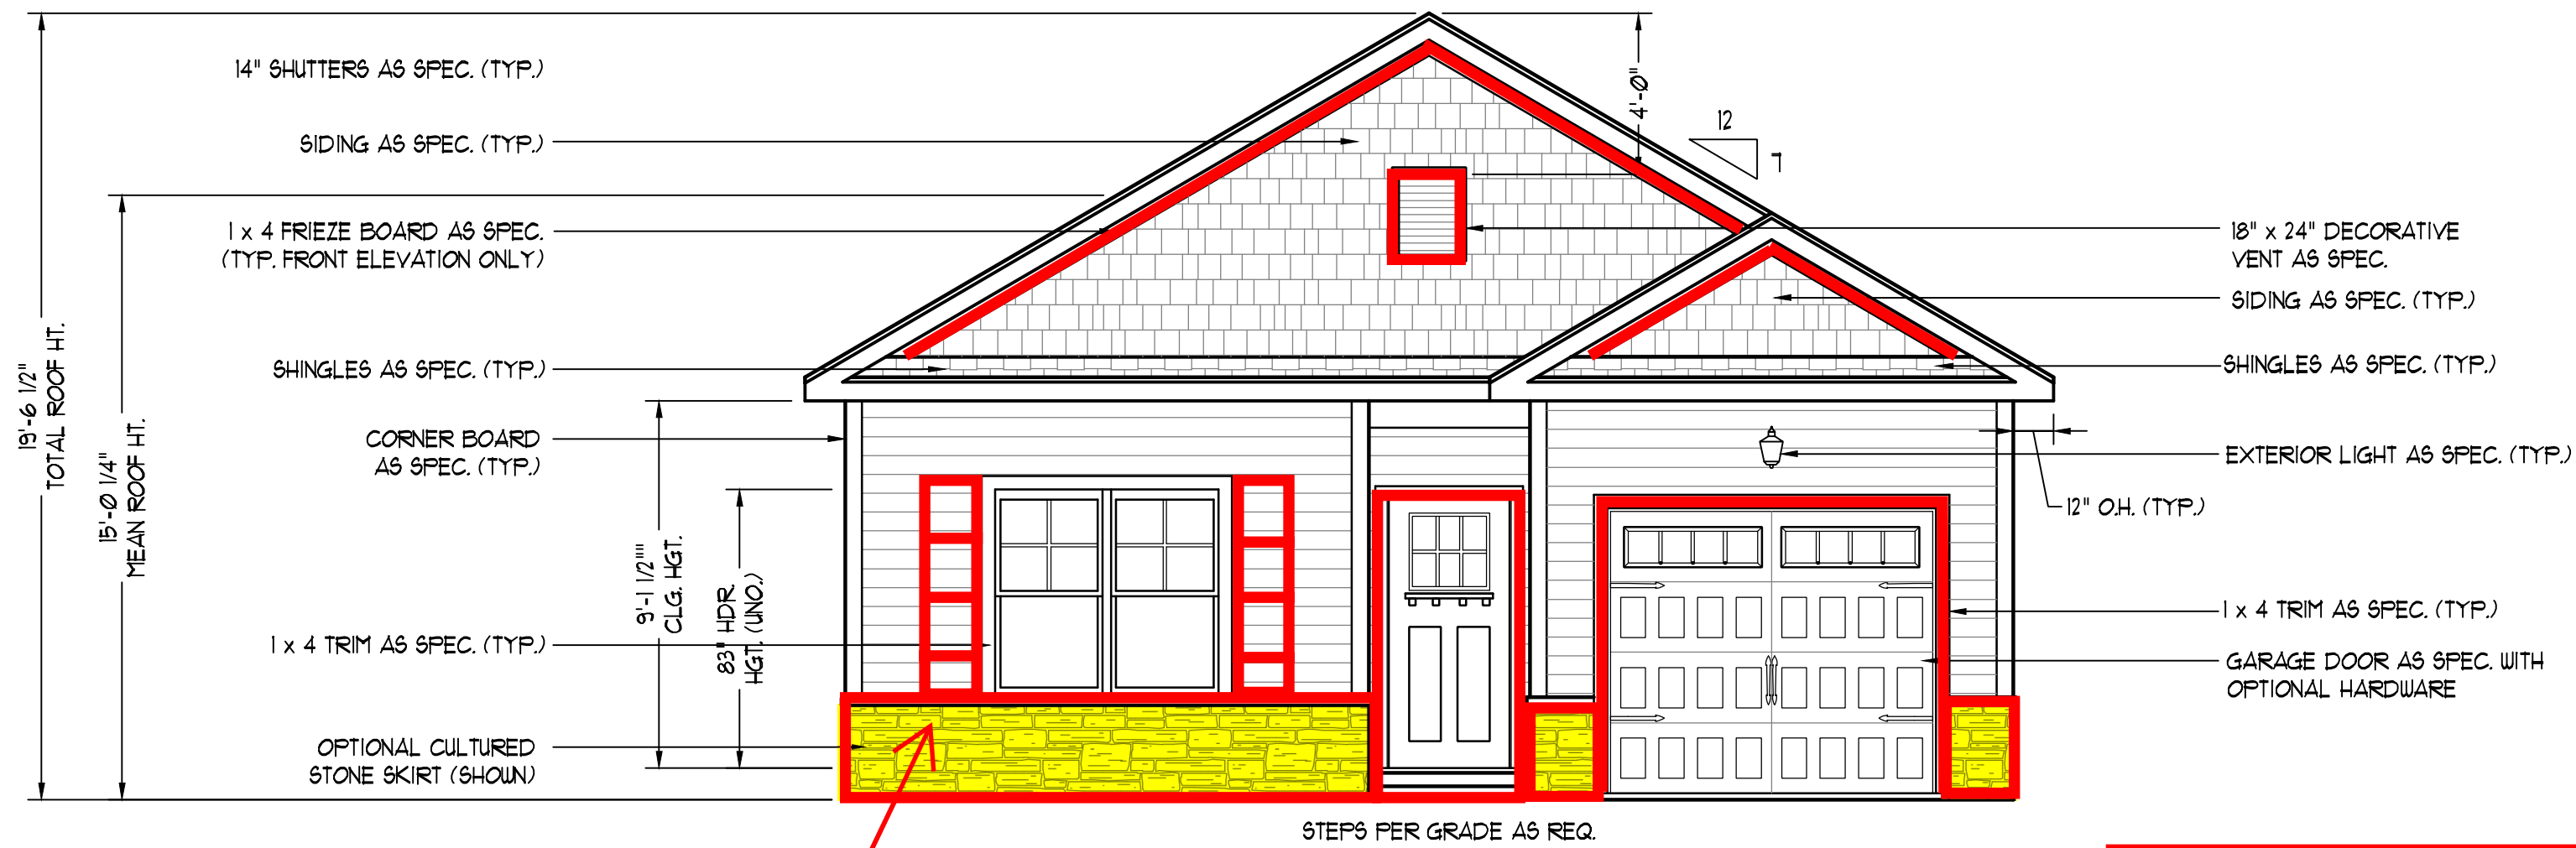 14" SHUTTERS AS SPEC. (TYP.)
SIDING AS SPEC. (TYP.)
1 x 4 FRIEZE BOARD AS SPEC.
(TYP. FRONT ELEVATION ONLY)
SHINGLES AS SPEC. (TYP.)
CORNER BOARD
AS SPEC. (TYP.)
1 x 4 TRIM AS SPEC. (TYP.)
OPTIONAL CULTURED
STONE SKIRT (SHOWN)
19'-6 1/2"
TOTAL ROOF HT.
15'-0 1/4"
MEAN ROOF HT.
9'-1 1/2""
CLG. HGT.
83" HDR.
HGT. (UNO.)
4'-0"
12
7
18" x 24" DECORATIVE
VENT AS SPEC.
SIDING AS SPEC. (TYP.)
SHINGLES AS SPEC. (TYP.)
EXTERIOR LIGHT AS SPEC. (TYP.)
12" O.H. (TYP.)
1 x 4 TRIM AS SPEC. (TYP.)
GARAGE DOOR AS SPEC. WITH
OPTIONAL HARDWARE
STEPS PER GRADE AS REQ.